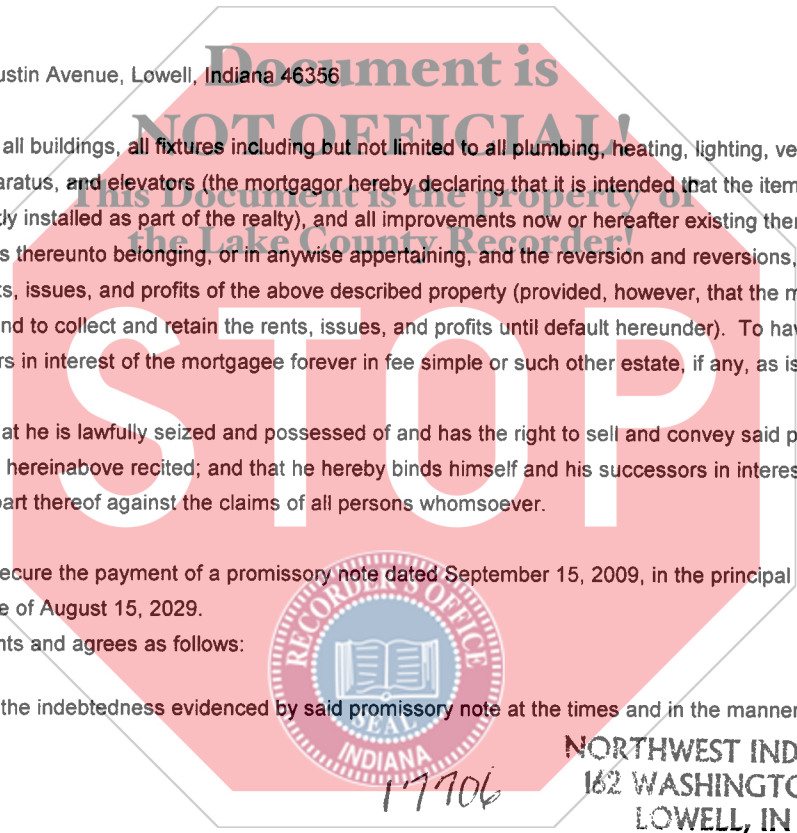 Document is
ustin Avenue, Lowell, Indiana 46356
NOT OFFICIAL!
all buildings, all fixtures including but not limited to all plumbing, heating, lighting, ve
aratus, and elevators (the mortgagor hereby declaring that it is intended that the item
This Document is the property of
ly installed as part of the realty), and all improvements now or hereafter existing ther
the Lake County Recorder!
s thereunto belonging, or in anywise appertaining, and the reversion and reversions,
ts, issues, and profits of the above described property (provided, however, that the m
nd to collect and retain the rents, issues, and profits until default hereunder). To hav
rs in interest of the mortgagee forever in fee simple or such other estate, if any, as is
STOP
at he is lawfully seized and possessed of and has the right to sell and convey said p
hereinabove recited; and that he hereby binds himself and his successors in interes
part thereof against the claims of all persons whomsoever.
ecure the payment of a promissory note dated September 15, 2009, in the principal
e of August 15, 2029.
nts and agrees as follows:
RECORDER'S OFFICE
the indebtedness evidenced by said promissory note at the times and in the manner
SEAL
INDIANA
NORTHWEST IND
17706
162 WASHINGTO
LOWELL, IN